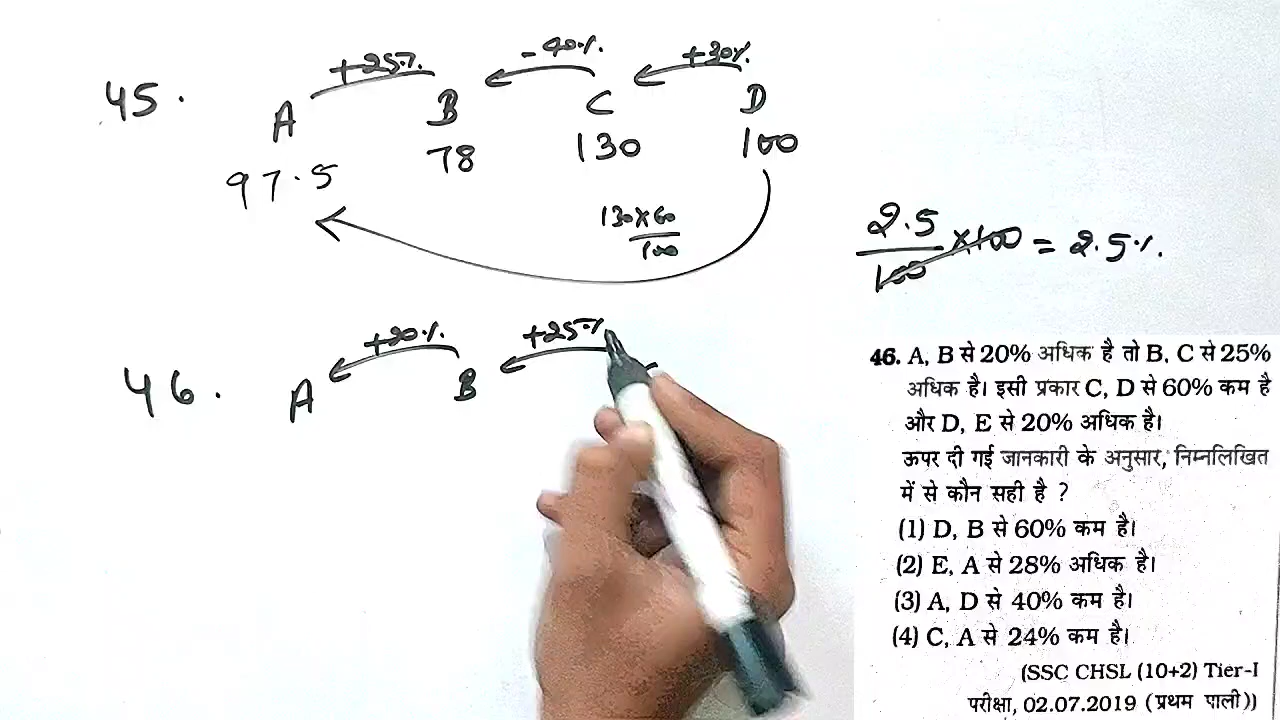 45.
+25% -40% +30%
A B C D
97.5 78 130 100
130×60
100
2.5
100 ×100 = 2.5%.
46.
+20% +25%
A B
46. A, B से 20% अधिक है तो B, C से 25%
अधिक है। इसी प्रकार C, D से 60% कम है
और D, E से 20% अधिक है।
ऊपर दी गई जानकारी के अनुसार, निम्नलिखित
में से कौन सही है ?
(1) D, B से 60% कम है।
(2) E, A से 28% अधिक है।
(3) A, D से 40% कम है।
(4) C, A से 24% कम है।
(SSC CHSL (10+2) Tier-I
परीक्षा, 02.07.2019 (प्रथम पाली))